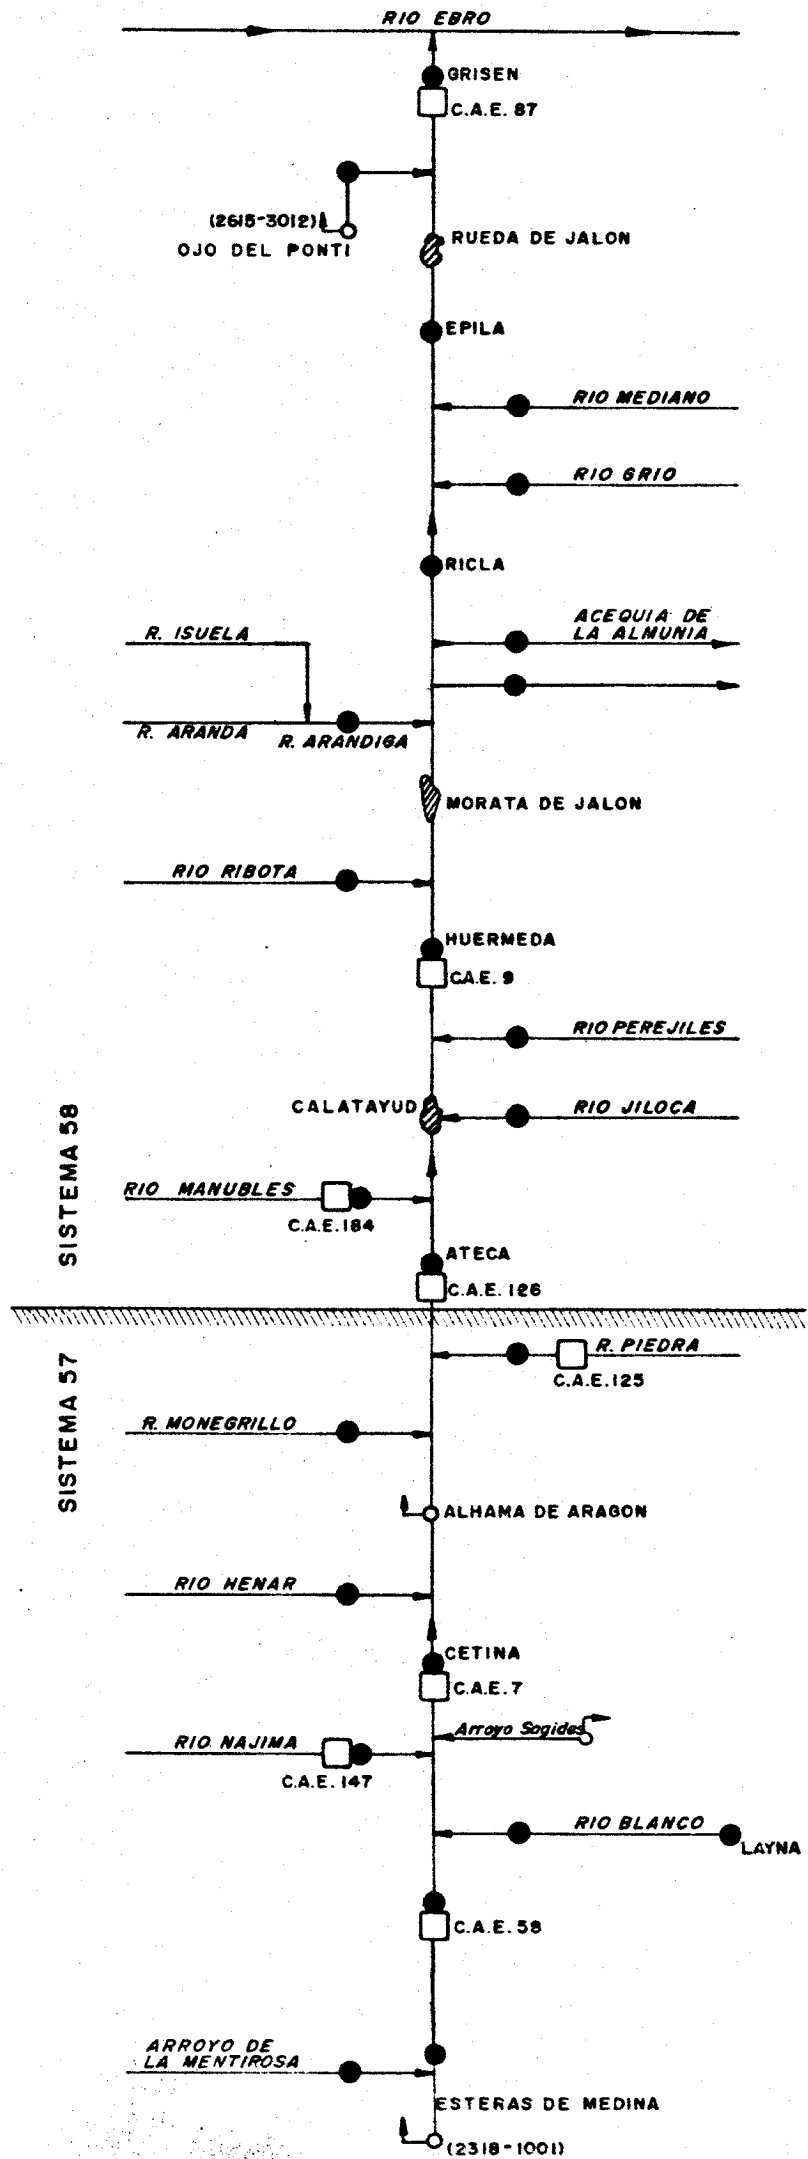 RIO EBRO
GRISEN
C.A.E. 87
(2615-3012)
OJO DEL PONTI
RUEDA DE JALON
EPILA
RIO MEDIANO
RIO GRIO
RICLA
ACEQUIA DE
LA ALMUNIA
R. ISUELA
R. ARANDA
R. ARANDIGA
MORATA DE JALON
RIO RIBOTA
HUERMEDA
C.A.E. 9
RIO PEREJILES
CALATAYUD
RIO JILOCA
SISTEMA 58
RIO MANUBLES
C.A.E. 184
ATECA
C.A.E. 126
R. PIEDRA
C.A.E. 125
SISTEMA 57
R. MONEGRILLO
ALHAMA DE ARAGON
RIO HENAR
CETINA
C.A.E. 7
Arroyo Sagides
RIO NAJIMA
C.A.E. 147
RIO BLANCO
LAYNA
C.A.E. 58
ARROYO DE
LA MENTIROSA
ESTERAS DE MEDINA
(2318-1001)